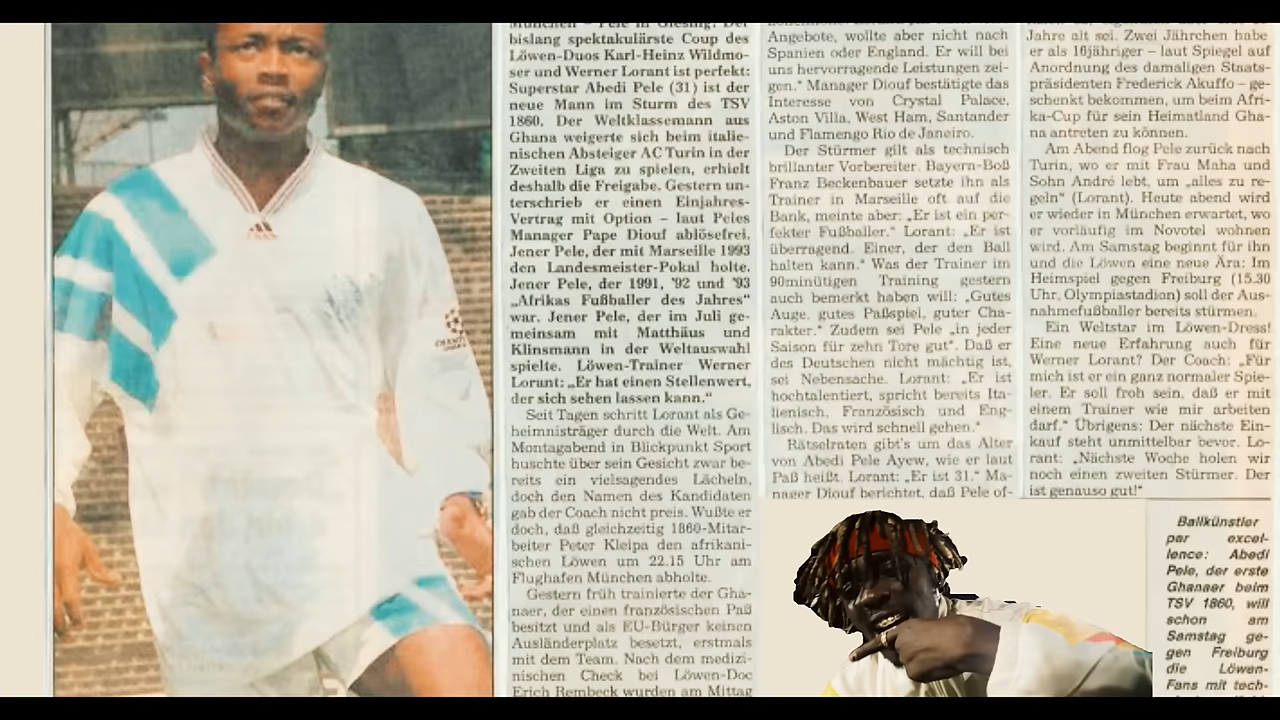 München – Pele in Giesing! Der
bislang spektakulärste Coup des
Löwen-Duos Karl-Heinz Wildmo-
ser und Werner Lorant ist perfekt:
Superstar Abedi Pele (31) ist der
neue Mann im Sturm des TSV
1860. Der Weltklassemann aus
Ghana weigerte sich beim italie-
nischen Absteiger AC Turin in der
Zweiten Liga zu spielen, erhielt
deshalb die Freigabe. Gestern un-
terschrieb er einen Einjahres-
Vertrag mit Option – laut Peles
Manager Pape Diouf ablösefrei.
Jener Pele, der mit Marseille 1993
den Landesmeister-Pokal holte.
Jener Pele, der 1991, '92 und '93
„Afrikas Fußballer des Jahres"
war. Jener Pele, der im Juli ge-
meinsam mit Matthäus und
Klinsmann in der Weltauswahl
spielte. Löwen-Trainer Werner
Lorant: „Er hat einen Stellenwert,
der sich sehen lassen kann."
Seit Tagen schritt Lorant als Ge-
heimnisträger durch die Welt. Am
Montagabend in Blickpunkt Sport
huschte über sein Gesicht zwar be-
reits ein vielsagendes Lächeln,
doch den Namen des Kandidaten
gab der Coach nicht preis. Wußte er
doch, daß gleichzeitig 1860-Mitar-
beiter Peter Kleipa den afrikani-
schen Löwen um 22.15 Uhr am
Flughafen München abholte.
Gestern früh trainierte der Gha-
naer, der einen französischen Paß
besitzt und als EU-Bürger keinen
Ausländerplatz besetzt, erstmals
mit dem Team. Nach dem medizi-
nischen Check bei Löwen-Doc
Erich Rembeck wurden am Mittag
Angebote, wollte aber nicht nach
Spanien oder England. Er will bei
uns hervorragende Leistungen zei-
gen." Manager Diouf bestätigte das
Interesse von Crystal Palace,
Aston Villa, West Ham, Santander
und Flamengo Rio de Janeiro.
Der Stürmer gilt als technisch
brillanter Vorbereiter. Bayern-Boß
Franz Beckenbauer setzte ihn als
Trainer in Marseille oft auf die
Bank, meinte aber: „Er ist ein per-
fekter Fußballer." Lorant: „Er ist
überragend. Einer, der den Ball
halten kann." Was der Trainer im
90minütigen Training gestern
auch bemerkt haben will: „Gutes
Auge, gutes Paßspiel, guter Cha-
rakter." Zudem sei Pele „in jeder
Saison für zehn Tore gut". Daß er
des Deutschen nicht mächtig ist,
sei Nebensache. Lorant: „Er ist
hochtalentiert, spricht bereits Ita-
lienisch, Französisch und Eng-
lisch. Das wird schnell gehen."
Rätselraten gibt's um das Alter
von Abedi Pele Ayew, wie er laut
Paß heißt. Lorant: „Er ist 31." Ma-
nager Diouf berichtet, daß Pele of-
Jahre alt sei. Zwei Jährchen habe
er als 16jähriger – laut Spiegel auf
Anordnung des damaligen Staats-
präsidenten Frederick Akuffo – ge-
schenkt bekommen, um beim Afri-
ka-Cup für sein Heimatland Gha-
na antreten zu können.
Am Abend flog Pele zurück nach
Turin, wo er mit Frau Maha und
Sohn André lebt, um „alles zu re-
geln" (Lorant). Heute abend wird
er wieder in München erwartet, wo
er vorläufig im Novotel wohnen
wird. Am Samstag beginnt für ihn
und die Löwen eine neue Ära: Im
Heimspiel gegen Freiburg (15.30
Uhr, Olympiastadion) soll der Aus-
nahmefußballer bereits stürmen.
Ein Weltstar im Löwen-Dress!
Eine neue Erfahrung auch für
Werner Lorant? Der Coach: „Für
mich ist er ein ganz normaler Spie-
ler. Er soll froh sein, daß er mit
einem Trainer wie mir arbeiten
darf." Übrigens: Der nächste Ein-
kauf steht unmittelbar bevor. Lo-
rant: „Nächste Woche holen wir
noch einen zweiten Stürmer. Der
ist genauso gut!"
Ballkünstler
par excel-
lence: Abedi
Pele, der erste
Ghanaer beim
TSV 1860, will
schon am
Samstag ge-
gen Freiburg
die Löwen-
Fans mit tech-